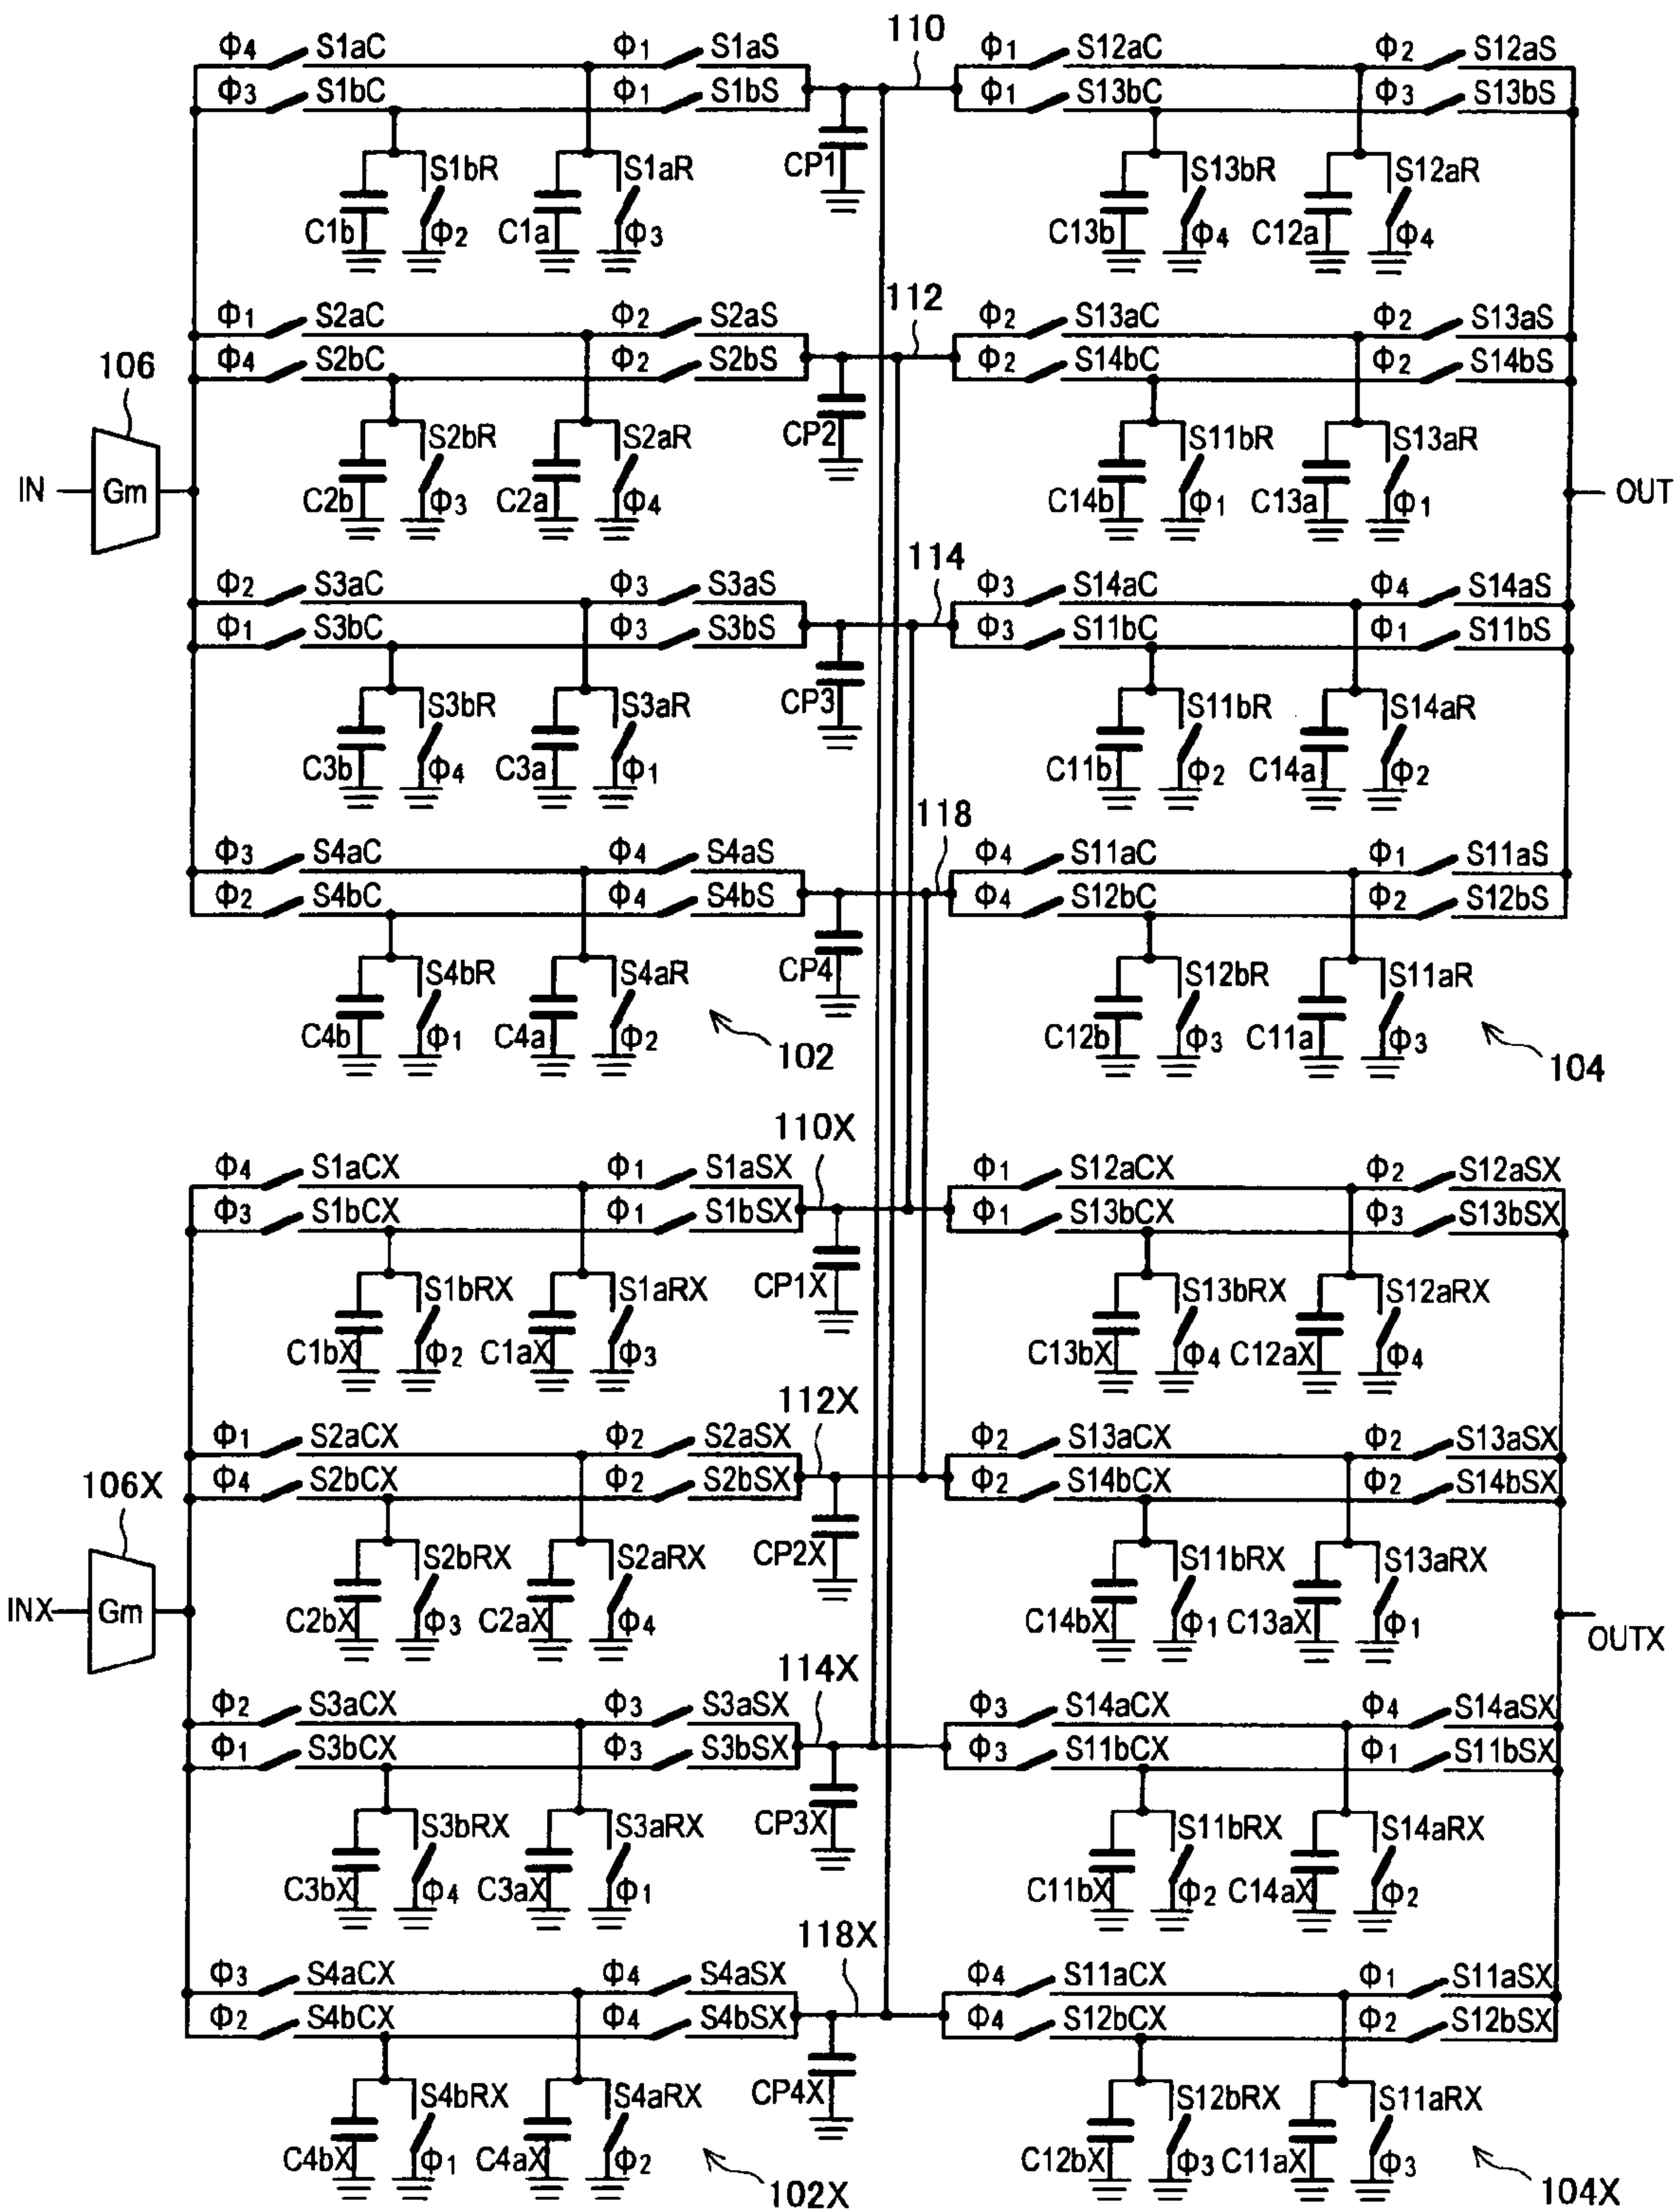 110
Φ4 S1aC Φ1 S1aS Φ1 S12aC Φ2 S12aS
Φ3 S1bC Φ1 S1bS Φ1 S13bC Φ3 S13bS
S1bR S1aR CP1 S13bR S12aR
C1b Φ2 C1a Φ3 C13b Φ4 C12a Φ4
112
Φ1 S2aC Φ2 S2aS Φ2 S13aC Φ2 S13aS
Φ4 S2bC Φ2 S2bS Φ2 S14bC Φ2 S14bS
106
S2bR S2aR CP2 S11bR S13aR
IN Gm C2b Φ3 C2a Φ4 C14b Φ1 C13a Φ1 OUT
114
Φ2 S3aC Φ3 S3aS Φ3 S14aC Φ4 S14aS
Φ1 S3bC Φ3 S3bS Φ3 S11bC Φ1 S11bS
S3bR S3aR CP3 S11bR S14aR
C3b Φ4 C3a Φ1 C11b Φ2 C14a Φ2
118
Φ3 S4aC Φ4 S4aS Φ4 S11aC Φ1 S11aS
Φ2 S4bC Φ4 S4bS Φ4 S12bC Φ2 S12bS
S4bR S4aR CP4 S12bR S11aR
C4b Φ1 C4a Φ2 C12b Φ3 C11a Φ3
102 104
110X
Φ4 S1aCX Φ1 S1aSX Φ1 S12aCX Φ2 S12aSX
Φ3 S1bCX Φ1 S1bSX Φ1 S13bCX Φ3 S13bSX
S1bRX S1aRX CP1X S13bRX S12aRX
C1bX Φ2 C1aX Φ3 C13bX Φ4 C12aX Φ4
112X
Φ1 S2aCX Φ2 S2aSX Φ2 S13aCX Φ2 S13aSX
Φ4 S2bCX Φ2 S2bSX Φ2 S14bCX Φ2 S14bSX
106X
S2bRX S2aRX CP2X S11bRX S13aRX
INX Gm C2bX Φ3 C2aX Φ4 C14bX Φ1 C13aX Φ1 OUTX
114X
Φ2 S3aCX Φ3 S3aSX Φ3 S14aCX Φ4 S14aSX
Φ1 S3bCX Φ3 S3bSX Φ3 S11bCX Φ1 S11bSX
S3bRX S3aRX CP3X S11bRX S14aRX
C3bX Φ4 C3aX Φ1 C11bX Φ2 C14aX Φ2
118X
Φ3 S4aCX Φ4 S4aSX Φ4 S11aCX Φ1 S11aSX
Φ2 S4bCX Φ4 S4bSX Φ4 S12bCX Φ2 S12bSX
S4bRX S4aRX CP4X S12bRX S11aRX
C4bX Φ1 C4aX Φ2 C12bX Φ3 C11aX Φ3
102X 104X